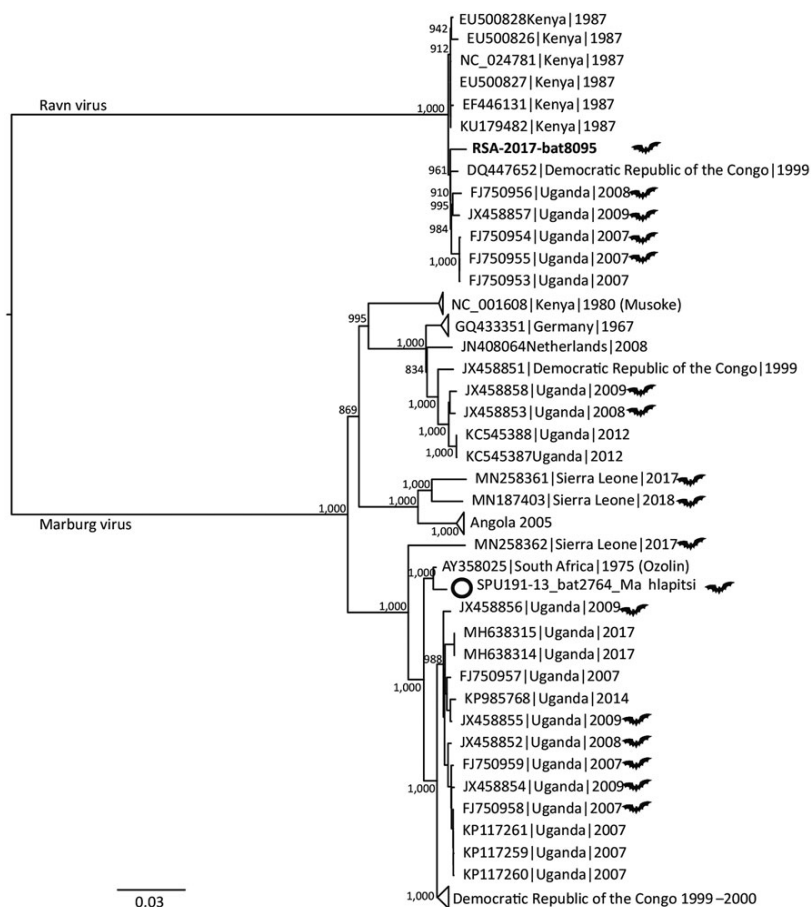 942
EU500828Kenya|1987
EU500826|Kenya|1987
912
NC_024781|Kenya|1987
EU500827|Kenya|1987
Ravn virus
1,000
EF446131|Kenya|1987
KU179482|Kenya|1987
RSA-2017-bat8095
961
DQ447652|Democratic Republic of the Congo|1999
910
FJ750956|Uganda|2008
995
JX458857|Uganda|2009
984
FJ750954|Uganda|2007
1,000
FJ750955|Uganda|2007
FJ750953|Uganda|2007
995
NC_001608|Kenya|1980 (Musoke)
GQ433351|Germany|1967
1,000
JN408064Netherlands|2008
834
JX458851|Democratic Republic of the Congo|1999
1,000
JX458858|Uganda|2009
869
JX458853|Uganda|2008
1,000
KC545388|Uganda|2012
1,000
KC545387Uganda|2012
1,000
MN258361|Sierra Leone|2017
1,000
MN187403|Sierra Leone|2018
1,000
Marburg virus
1,000
Angola 2005
MN258362|Sierra Leone|2017
1,000
AY358025|South Africa|1975 (Ozolin)
SPU191-13_bat2764_Ma hlapitsi
1,000
JX458856|Uganda|2009
MH638315|Uganda|2017
988
MH638314|Uganda|2017
1,000
FJ750957|Uganda|2007
KP985768|Uganda|2014
JX458855|Uganda|2009
JX458852|Uganda|2008
FJ750959|Uganda|2007
1,000
JX458854|Uganda|2009
FJ750958|Uganda|2007
KP117261|Uganda|2007
KP117259|Uganda|2007
KP117260|Uganda|2007
1,000
Democratic Republic of the Congo 1999–2000
0.03